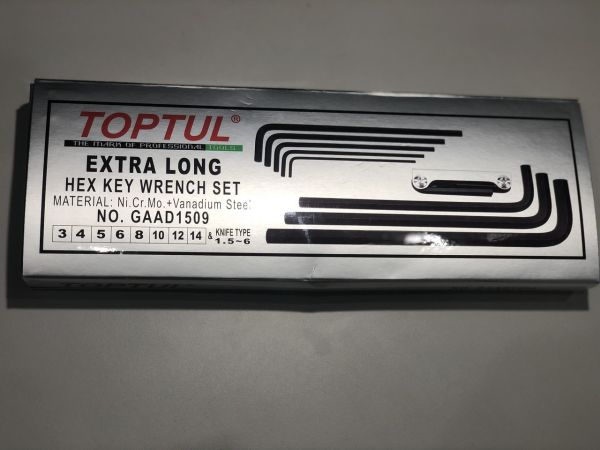 TOPTUL®
THE MARK OF PROFESSIONAL TOOLS
EXTRA LONG
HEX KEY WRENCH SET
MATERIAL: Ni.Cr.Mo.+Vanadium Steel
NO. GAAD1509
3 4 5 6 8 10 12 14 & KNIFE TYPE 1.5~6